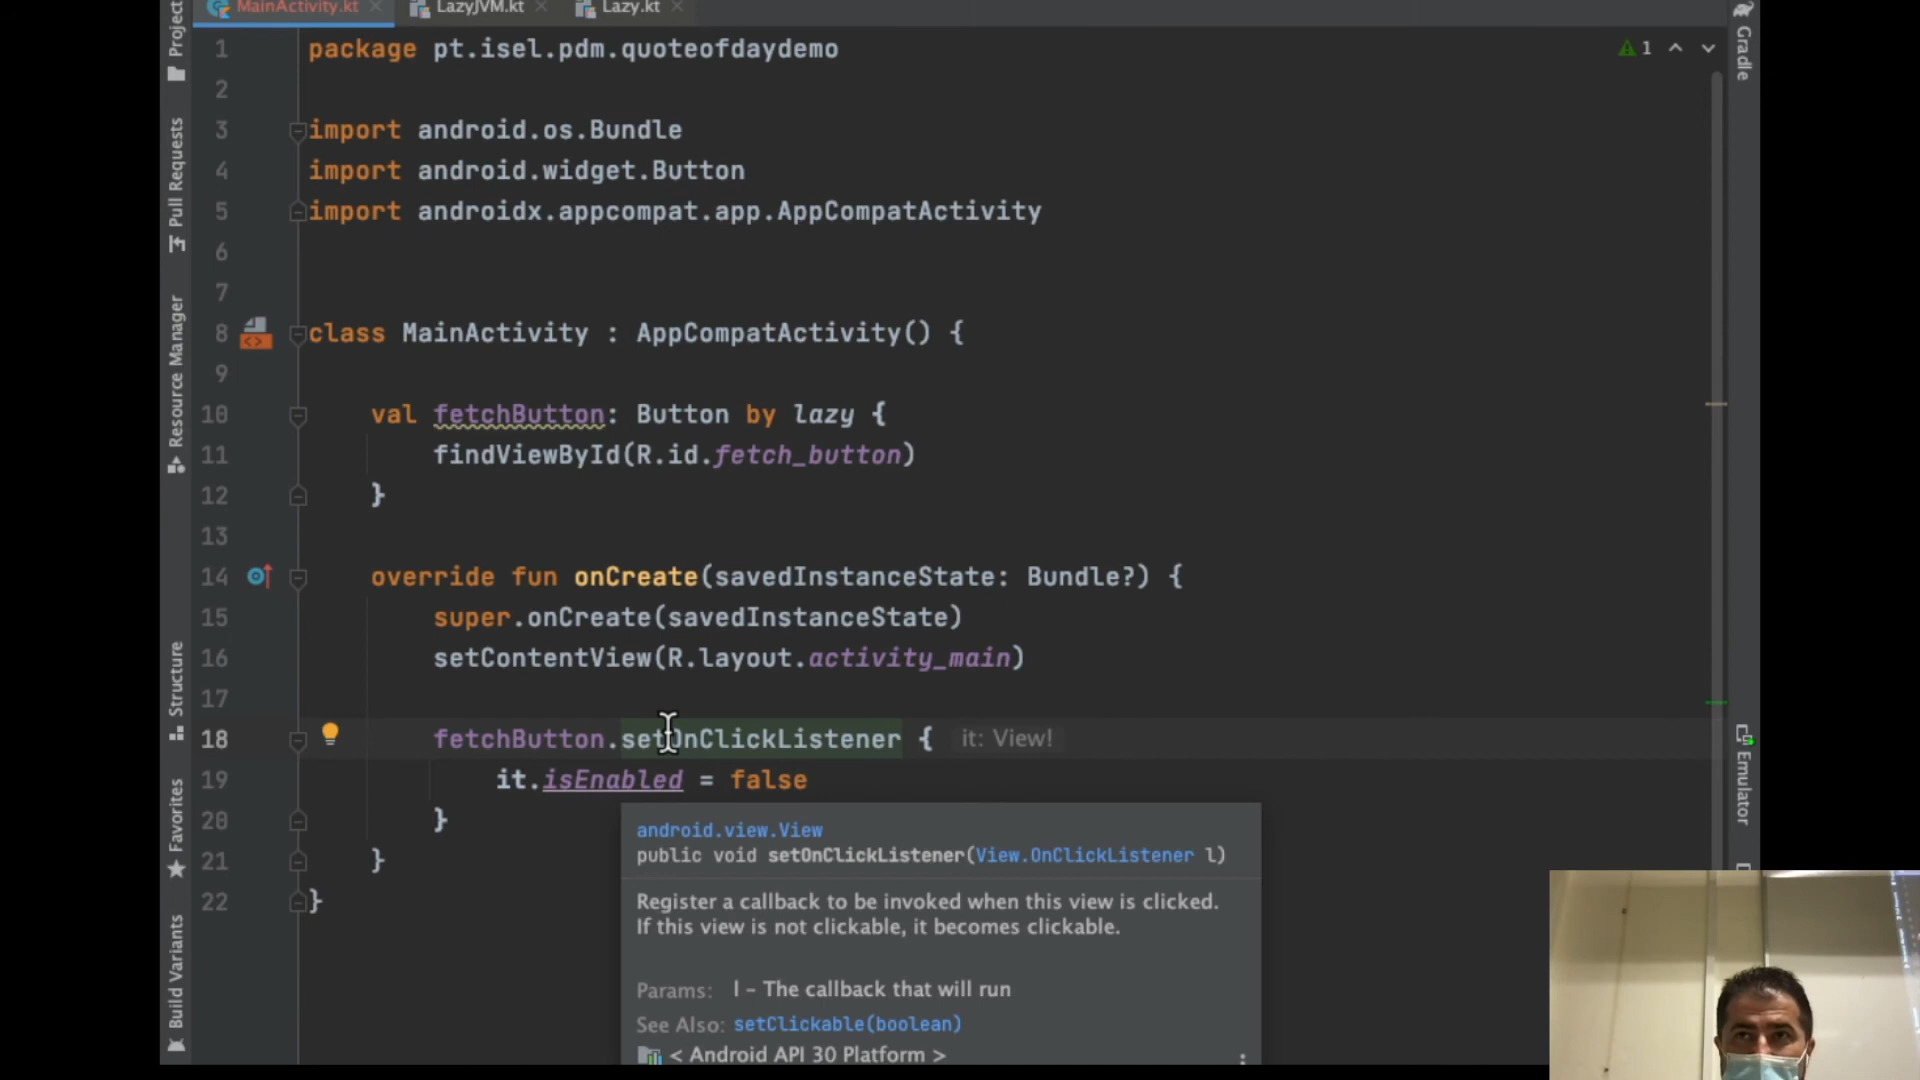 MainActivity.kt LazyJVM.kt Lazy.kt
Project
Pull Requests
Resource Manager
Structure
Favorites
Build Variants
1 package pt.isel.pdm.quoteofdaydemo
2
3 import android.os.Bundle
4 import android.widget.Button
5 import androidx.appcompat.app.AppCompatActivity
6
7
8 class MainActivity : AppCompatActivity() {
9
10 val fetchButton: Button by lazy {
11 findViewById(R.id.fetch_button)
12 }
13
14 override fun onCreate(savedInstanceState: Bundle?) {
15 super.onCreate(savedInstanceState)
16 setContentView(R.layout.activity_main)
17
18 fetchButton.setOnClickListener { it: View!
19 it.isEnabled = false
20 }
21 }
22 }
android.view.View
public void setOnClickListener(View.OnClickListener l)
Register a callback to be invoked when this view is clicked.
If this view is not clickable, it becomes clickable.
Params: l – The callback that will run
See Also: setClickable(boolean)
< Android API 30 Platform >
1
Gradle
Emulator